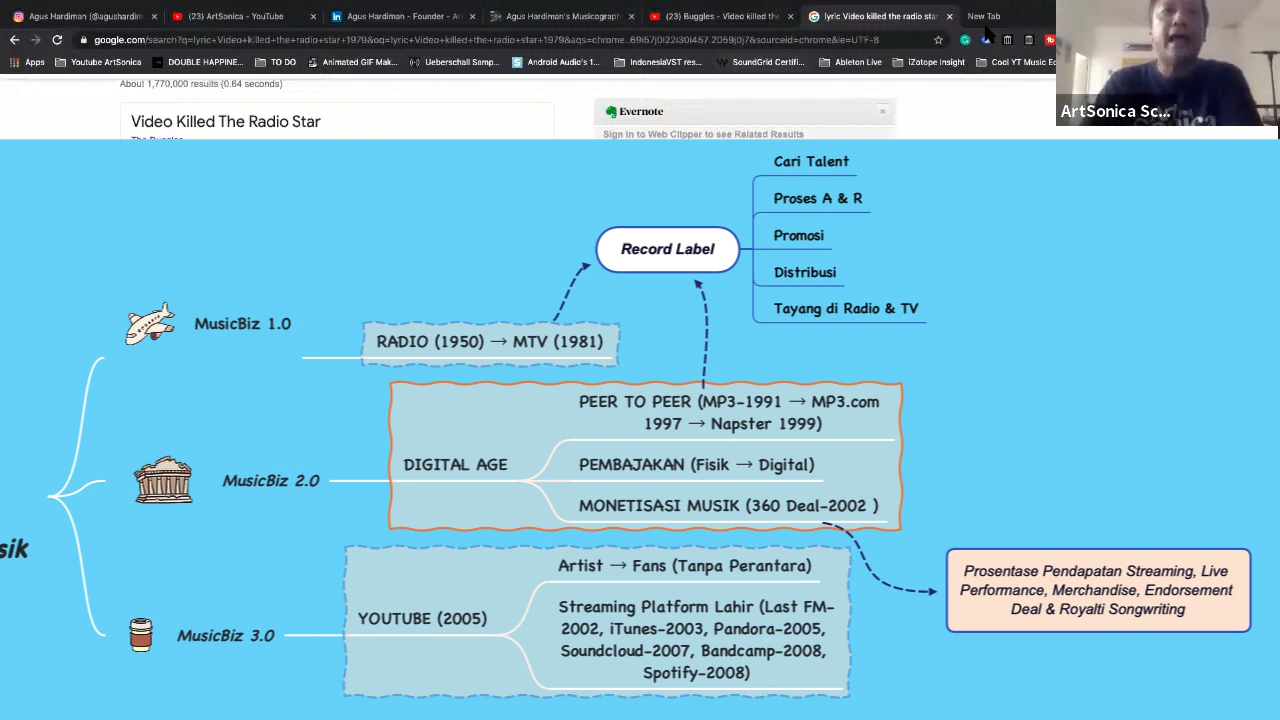 Agus Hardiman (@agushardim
(23) ArtSonica - YouTube
Agus Hardiman - Founder - Ar
Agus Hardiman's Musicograph
(23) Buggles - Video killed the
lyric Video killed the radio star
New Tab
google.com/search?q=lyric+Video+killed+the+radio+star+1979&oq=lyric+Video+killed+the+radio+star+1979&aqs=chrome..69i57j0i22i30i457.2059j0j7&sourceid=chrome&ie=UTF-8
Apps
Youtube ArtSonica
DOUBLE HAPPINE...
TO DO
Animated GIF Mak...
Ueberschall Samp...
Android Audio's 1...
IndonesiaVST res...
SoundGrid Certifi...
Ableton Live
iZotope Insight
Cool YT Music Ed
About 1,770,000 results (0.64 seconds)
Video Killed The Radio Star
The Buggles
Evernote
Sign in to Web Clipper to see Related Results
ArtSonica Sc...
Cari Talent
Proses A & R
Promosi
Distribusi
Tayang di Radio & TV
Record Label
MusicBiz 1.0
RADIO (1950) → MTV (1981)
MusicBiz 2.0
DIGITAL AGE
PEER TO PEER (MP3-1991 → MP3.com
1997 → Napster 1999)
PEMBAJAKAN (Fisik → Digital)
MONETISASI MUSIK (360 Deal-2002 )
Prosentase Pendapatan Streaming, Live
Performance, Merchandise, Endorsement
Deal & Royalti Songwriting
sik
MusicBiz 3.0
YOUTUBE (2005)
Artist → Fans (Tanpa Perantara)
Streaming Platform Lahir (Last FM-
2002, iTunes-2003, Pandora-2005,
Soundcloud-2007, Bandcamp-2008,
Spotify-2008)